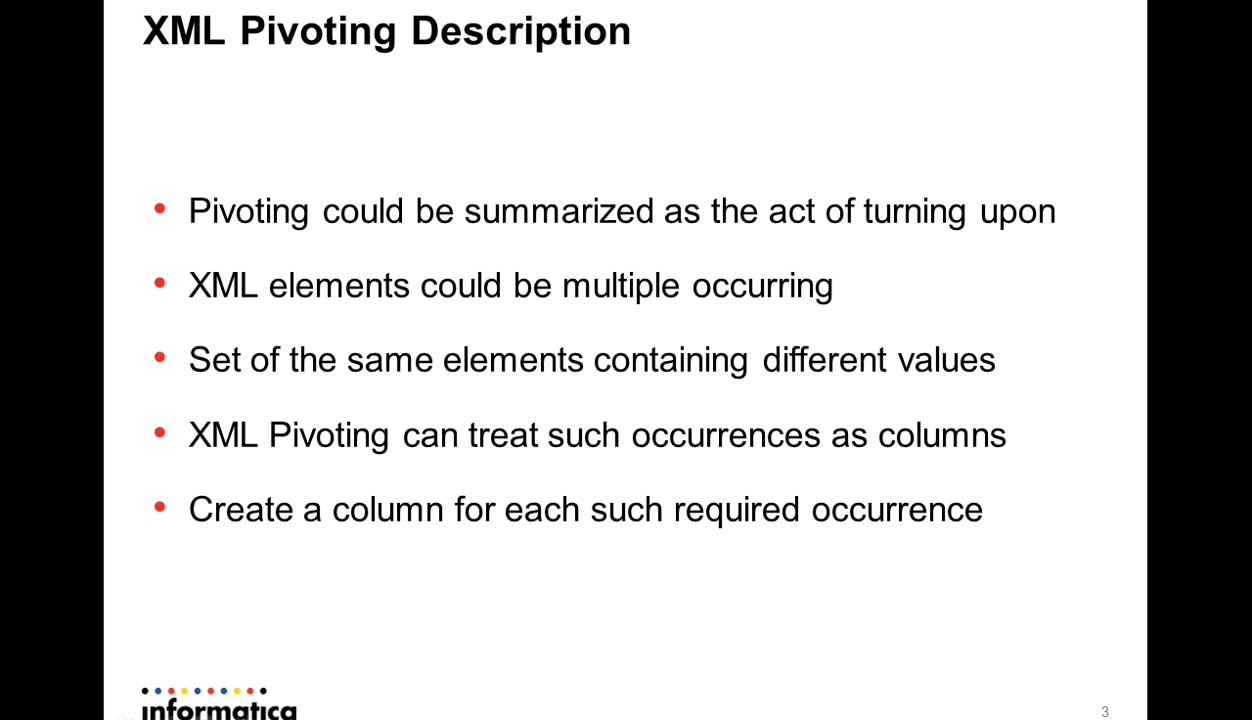 XML Pivoting Description
• Pivoting could be summarized as the act of turning upon
• XML elements could be multiple occurring
• Set of the same elements containing different values
• XML Pivoting can treat such occurrences as columns
• Create a column for each such required occurrence
informatica
3